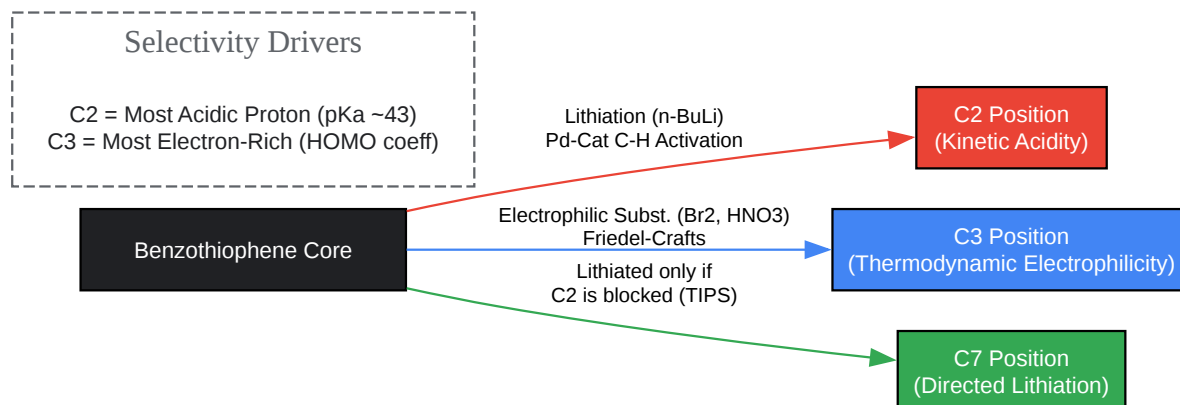 Selectivity Drivers
C2 = Most Acidic Proton (pKa ~43)
C3 = Most Electron-Rich (HOMO coeff)
Benzothiophene Core
Lithiation (n-BuLi)
Pd-Cat C-H Activation
C2 Position
(Kinetic Acidity)
Electrophilic Subst. (Br2, HNO3)
Friedel-Crafts
C3 Position
(Thermodynamic Electrophilicity)
Lithiated only if
C2 is blocked (TIPS)
C7 Position
(Directed Lithiation)